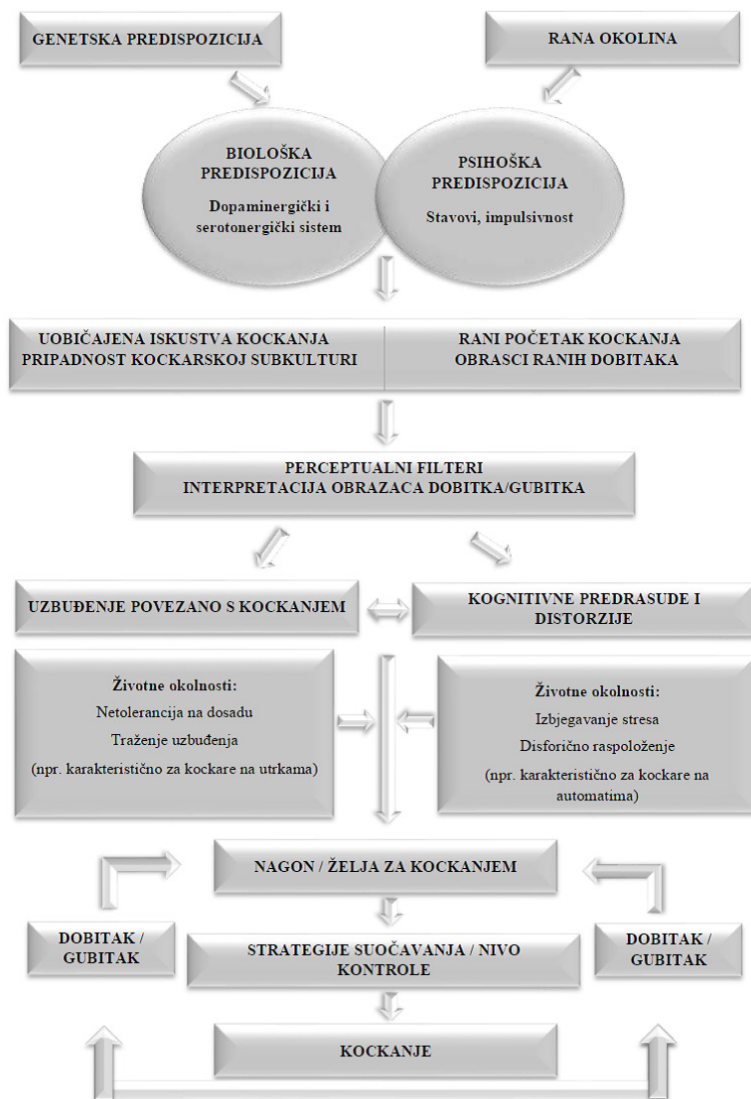 GENETSKA PREDISPOZICIJA
RANA OKOLINA
BIOLOŠKA
PREDISPOZICIJA
Dopaminergički i
serotonergički sistem
PSIHOŠKA
PREDISPOZICIJA
Stavovi, impulsivnost
UOBIČAJENA ISKUSTVA KOCKANJA
PRIPADNOST KOCKARSKOJ SUBKULTURI
RANI POČETAK KOCKANJA
OBRASCI RANIH DOBITAKA
PERCEPTUALNI FILTERI
INTERPRETACIJA OBRAZACA DOBITKA/GUBITKA
UZBUĐENJE POVEZANO S KOCKANJEM
KOGNITIVNE PREDRASUDE I
DISTORZIJE
Životne okolnosti:
Netolerancija na dosadu
Traženje uzbuđenja
(npr. karakteristično za kockare na utrkama)
Životne okolnosti:
Izbjegavanje stresa
Disforično raspoloženje
(npr. karakteristično za kockare na
automatima)
NAGON / ŽELJA ZA KOCKANJEM
DOBITAK /
GUBITAK
STRATEGIJE SUOČAVANJA / NIVO
KONTROLE
DOBITAK /
GUBITAK
KOCKANJE